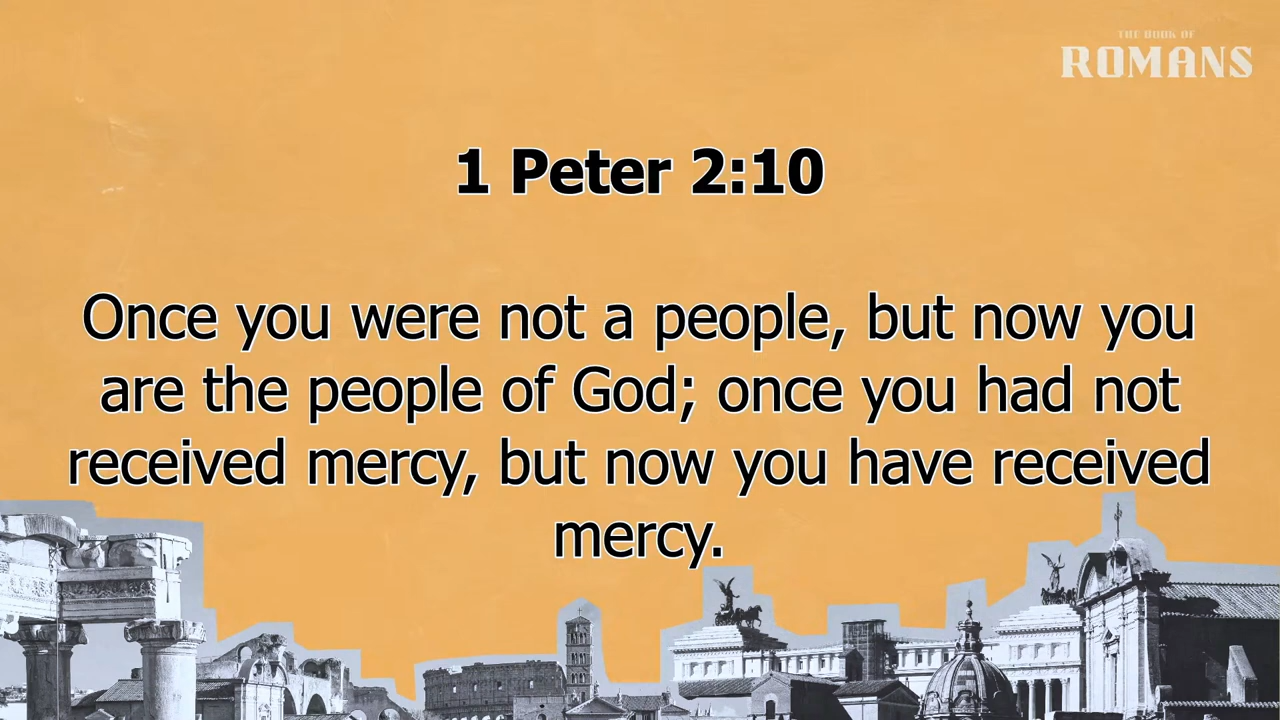 THE BOOK OF
ROMANS
1 Peter 2:10
Once you were not a people, but now you
are the people of God; once you had not
received mercy, but now you have received
mercy.